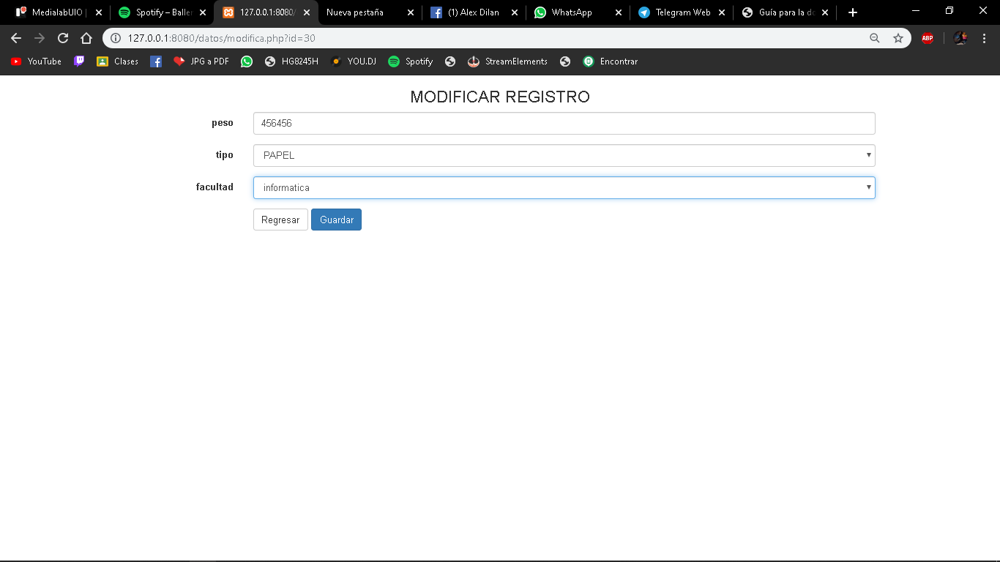 MedialabUIO |
Spotify – Baller
127.0.0.1:8080/
Nueva pestaña
(1) Alex Dilan
WhatsApp
Telegram Web
Guía para la do
127.0.0.1:8080/datos/modifica.php?id=30
ABP
YouTube
Clases
JPG a PDF
HG8245H
YOU.DJ
Spotify
StreamElements
Encontrar
MODIFICAR REGISTRO
peso 456456
tipo PAPEL
facultad informatica
Regresar Guardar